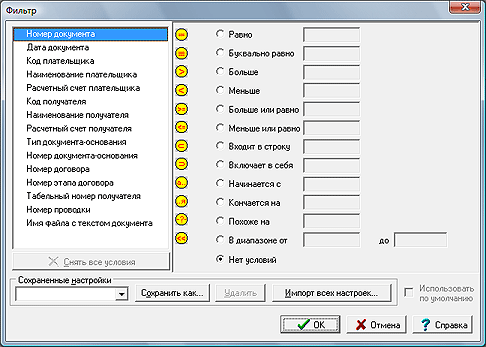 Фильтр
Номер документа
Дата документа
Код плательщика
Наименование плательщика
Расчетный счет плательщика
Код получателя
Наименование получателя
Расчетный счет получателя
Тип документа-основания
Номер документа-основания
Номер договора
Номер этапа договора
Табельный номер получателя
Номер проводки
Имя файла с текстом документа
Снять все условия
= Равно
≡ Буквально равно
> Больше
< Меньше
>= Больше или равно
<= Меньше или равно
⊂ Входит в строку
⊃ Включает в себя
а.. Начинается с
..я Кончается на
~? Похоже на
<< В диапазоне от до
Нет условий
Сохраненные настройки
Сохранить как... Удалить Импорт всех настроек...
Использовать
по умолчанию
OK Отмена ? Справка